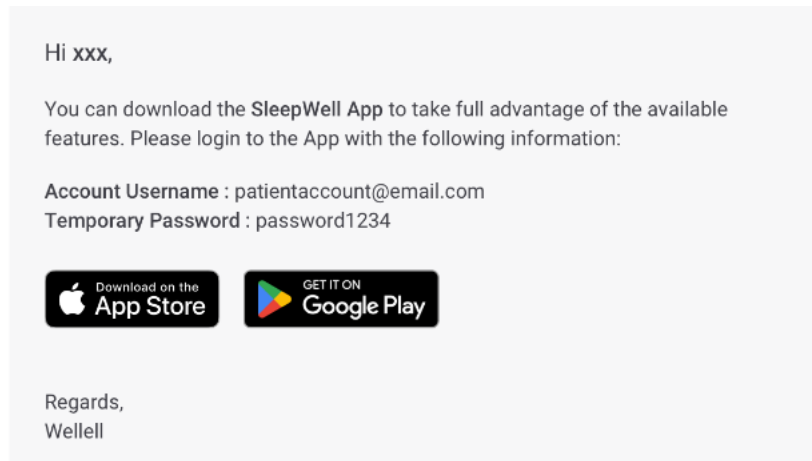 Hi xxx,
You can download the SleepWell App to take full advantage of the available
features. Please login to the App with the following information:
Account Username : patientaccount@email.com
Temporary Password : password1234
Download on the
App Store
GET IT ON
Google Play
Regards,
Wellell